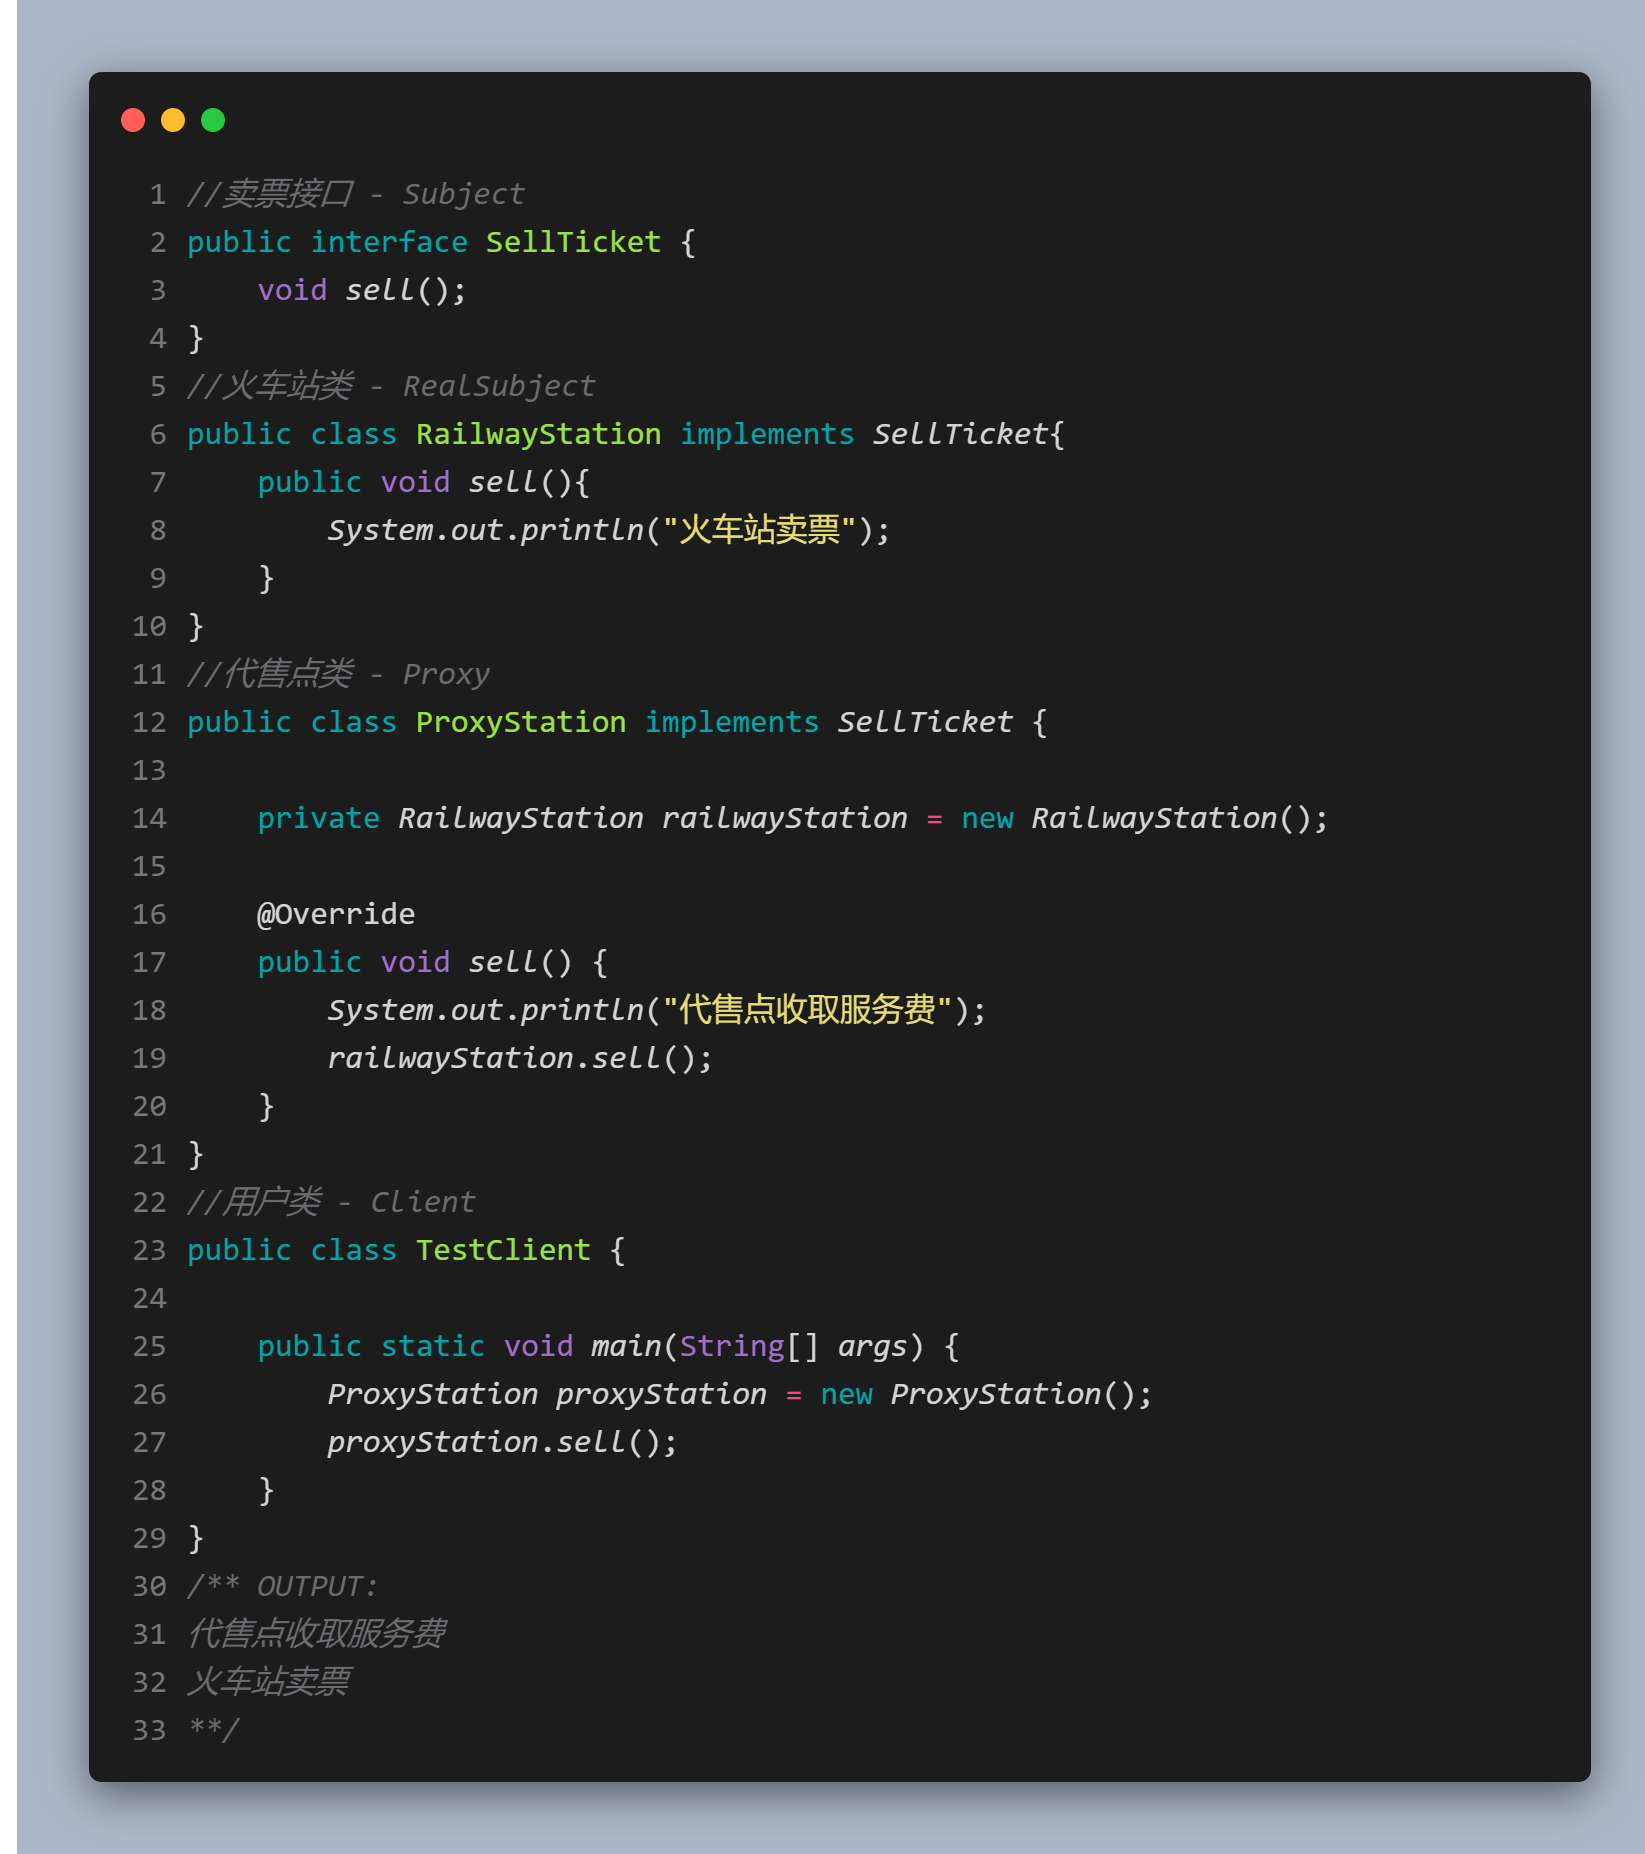 1 //卖票接口 - Subject
2 public interface SellTicket {
3     void sell();
4 }
5 //火车站类 - RealSubject
6 public class RailwayStation implements SellTicket{
7     public void sell(){
8         System.out.println("火车站卖票");
9     }
10 }
11 //代售点类 - Proxy
12 public class ProxyStation implements SellTicket {
13
14     private RailwayStation railwayStation = new RailwayStation();
15
16     @Override
17     public void sell() {
18         System.out.println("代售点收取服务费");
19         railwayStation.sell();
20     }
21 }
22 //用户类 - Client
23 public class TestClient {
24
25     public static void main(String[] args) {
26         ProxyStation proxyStation = new ProxyStation();
27         proxyStation.sell();
28     }
29 }
30 /** OUTPUT:
31 代售点收取服务费
32 火车站卖票
33 **/